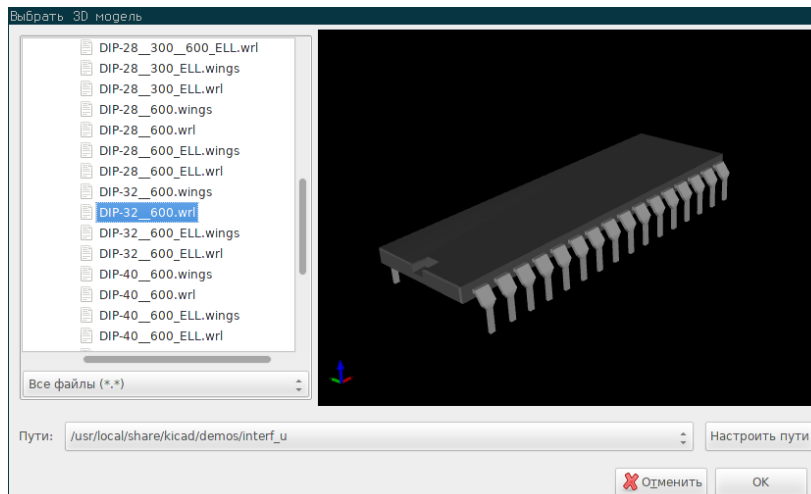 Выбрать 3D модель
DIP-28__300__600_ELL.wrl
DIP-28__300_ELL.wings
DIP-28__300_ELL.wrl
DIP-28__600.wings
DIP-28__600.wrl
DIP-28__600_ELL.wings
DIP-28__600_ELL.wrl
DIP-32__600.wings
DIP-32__600.wrl
DIP-32__600_ELL.wings
DIP-32__600_ELL.wrl
DIP-40__600.wings
DIP-40__600.wrl
DIP-40__600_ELL.wings
DIP-40__600_ELL.wrl
Все файлы (*.*)
Пути: /usr/local/share/kicad/demos/interf_u Настроить пути
Отменить OK